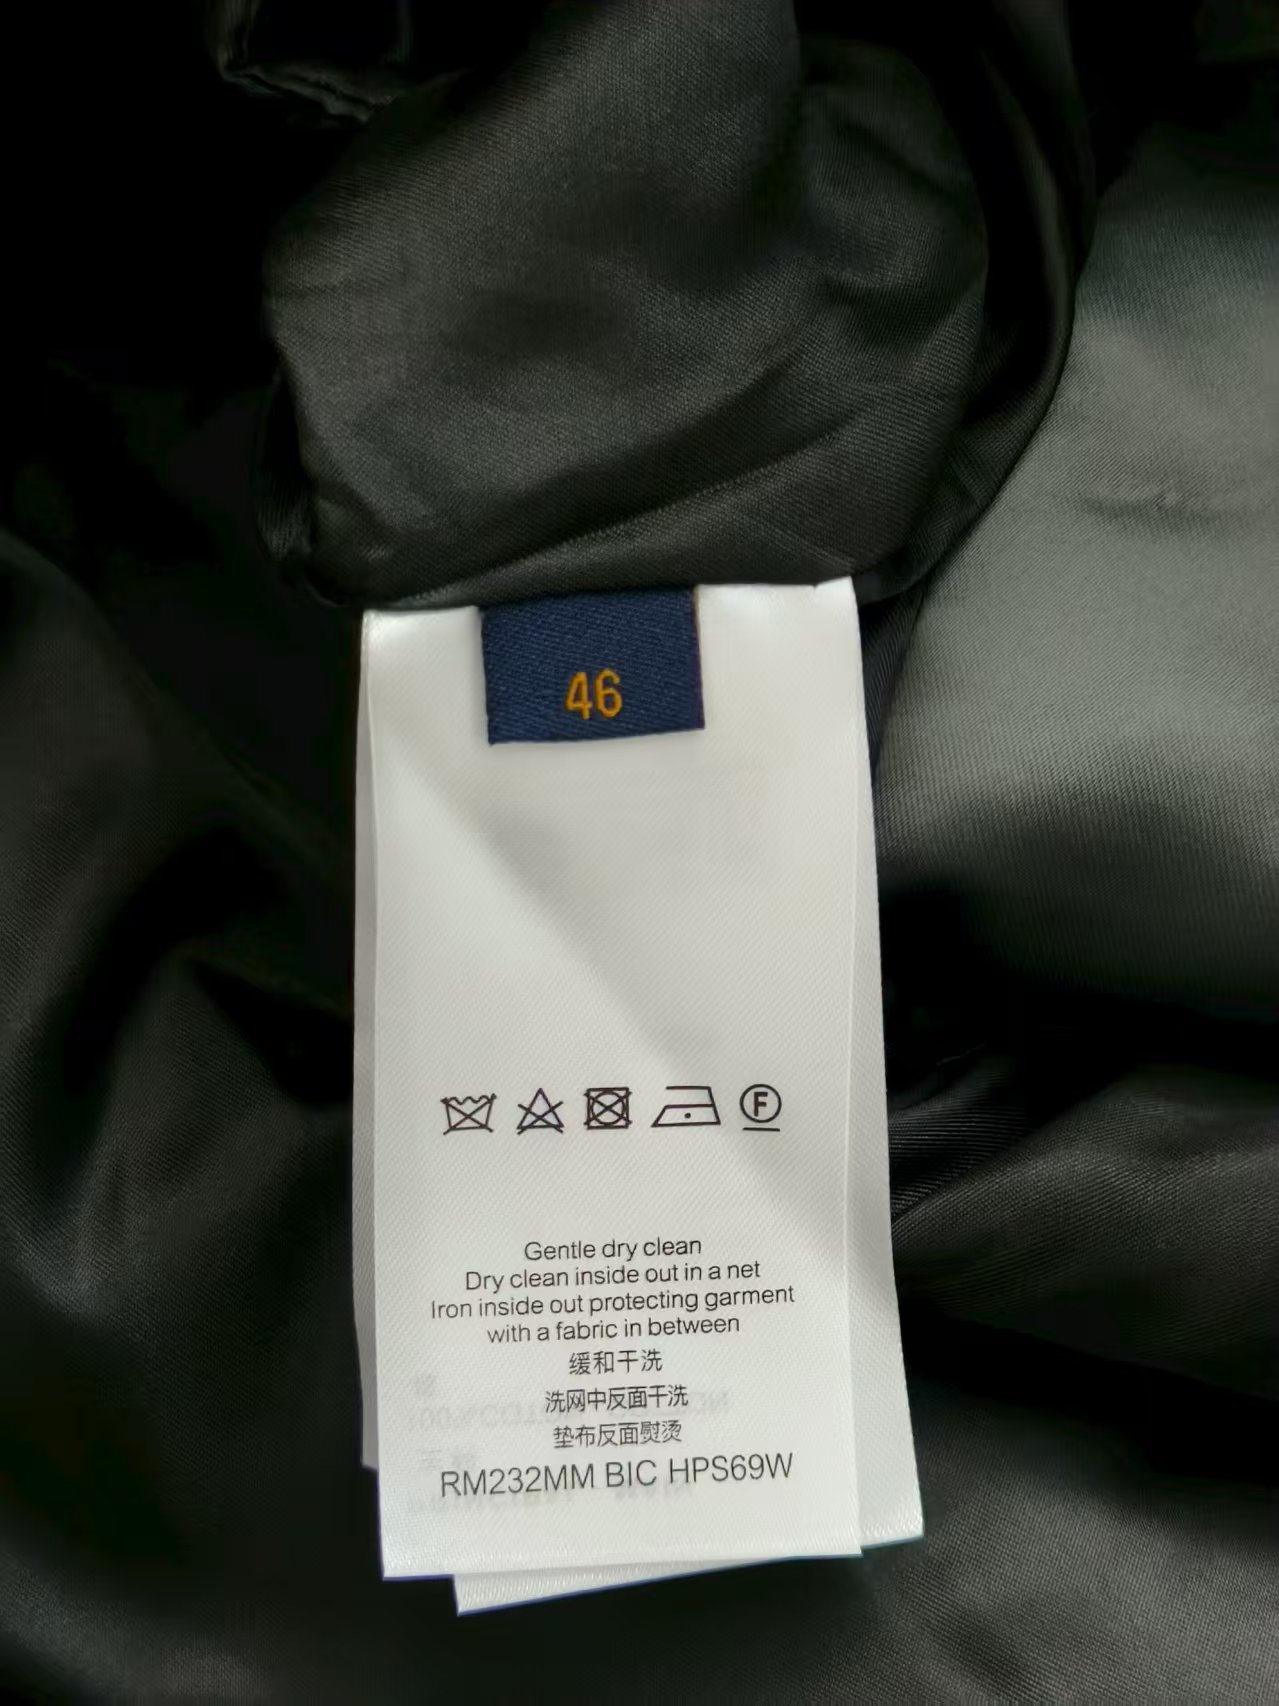 46
F
Gentle dry clean
Dry clean inside out in a net
Iron inside out protecting garment
with a fabric in between
缓和干洗
洗网中反面干洗
垫布反面熨烫
RM232MM BIC HPS69W